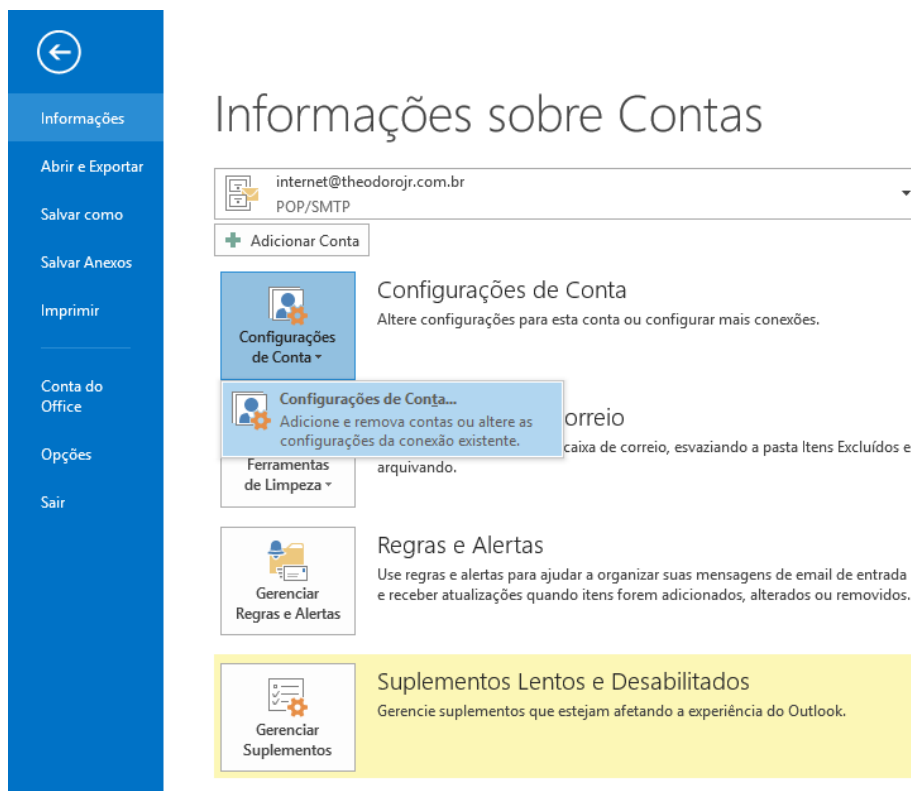 Informações
Abrir e Exportar
Salvar como
Salvar Anexos
Imprimir
Conta do
Office
Opções
Sair
Informações sobre Contas
internet@theodorojr.com.br
POP/SMTP
Adicionar Conta
Configurações
de Conta
Configurações de Conta
Altere configurações para esta conta ou configurar mais conexões.
Configurações de Conta...
Adicione e remova contas ou altere as
configurações da conexão existente.
orreio
caixa de correio, esvaziando a pasta Itens Excluídos e
arquivando.
Ferramentas
de Limpeza
Gerenciar
Regras e Alertas
Regras e Alertas
Use regras e alertas para ajudar a organizar suas mensagens de email de entrada
e receber atualizações quando itens forem adicionados, alterados ou removidos.
Gerenciar
Suplementos
Suplementos Lentos e Desabilitados
Gerencie suplementos que estejam afetando a experiência do Outlook.